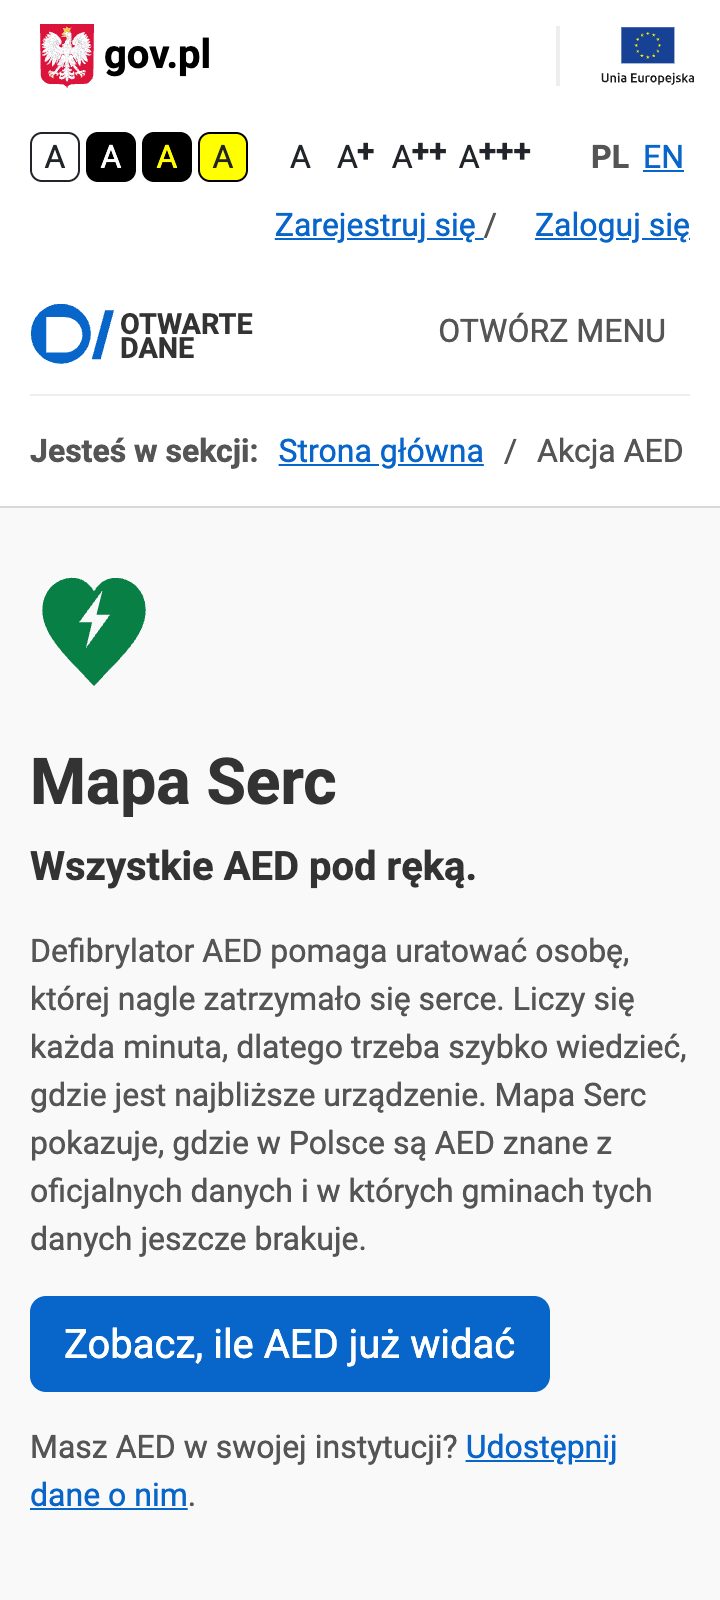 gov.pl
Unia Europejska
A A A A A A+ A++ A+++ PL EN
Zarejestruj się / Zaloguj się
OTWARTE
DANE
OTWÓRZ MENU
Jesteś w sekcji: Strona główna / Akcja AED
Mapa Serc
Wszystkie AED pod ręką.
Defibrylator AED pomaga uratować osobę,
której nagle zatrzymało się serce. Liczy się
każda minuta, dlatego trzeba szybko wiedzieć,
gdzie jest najbliższe urządzenie. Mapa Serc
pokazuje, gdzie w Polsce są AED znane z
oficjalnych danych i w których gminach tych
danych jeszcze brakuje.
Zobacz, ile AED już widać
Masz AED w swojej instytucji? Udostępnij
dane o nim.